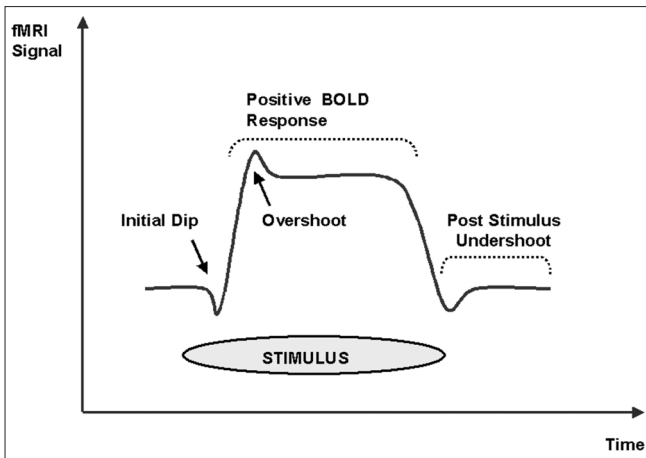 fMRI
Signal
Positive BOLD
Response
Initial Dip
Overshoot
Post Stimulus
Undershoot
STIMULUS
Time